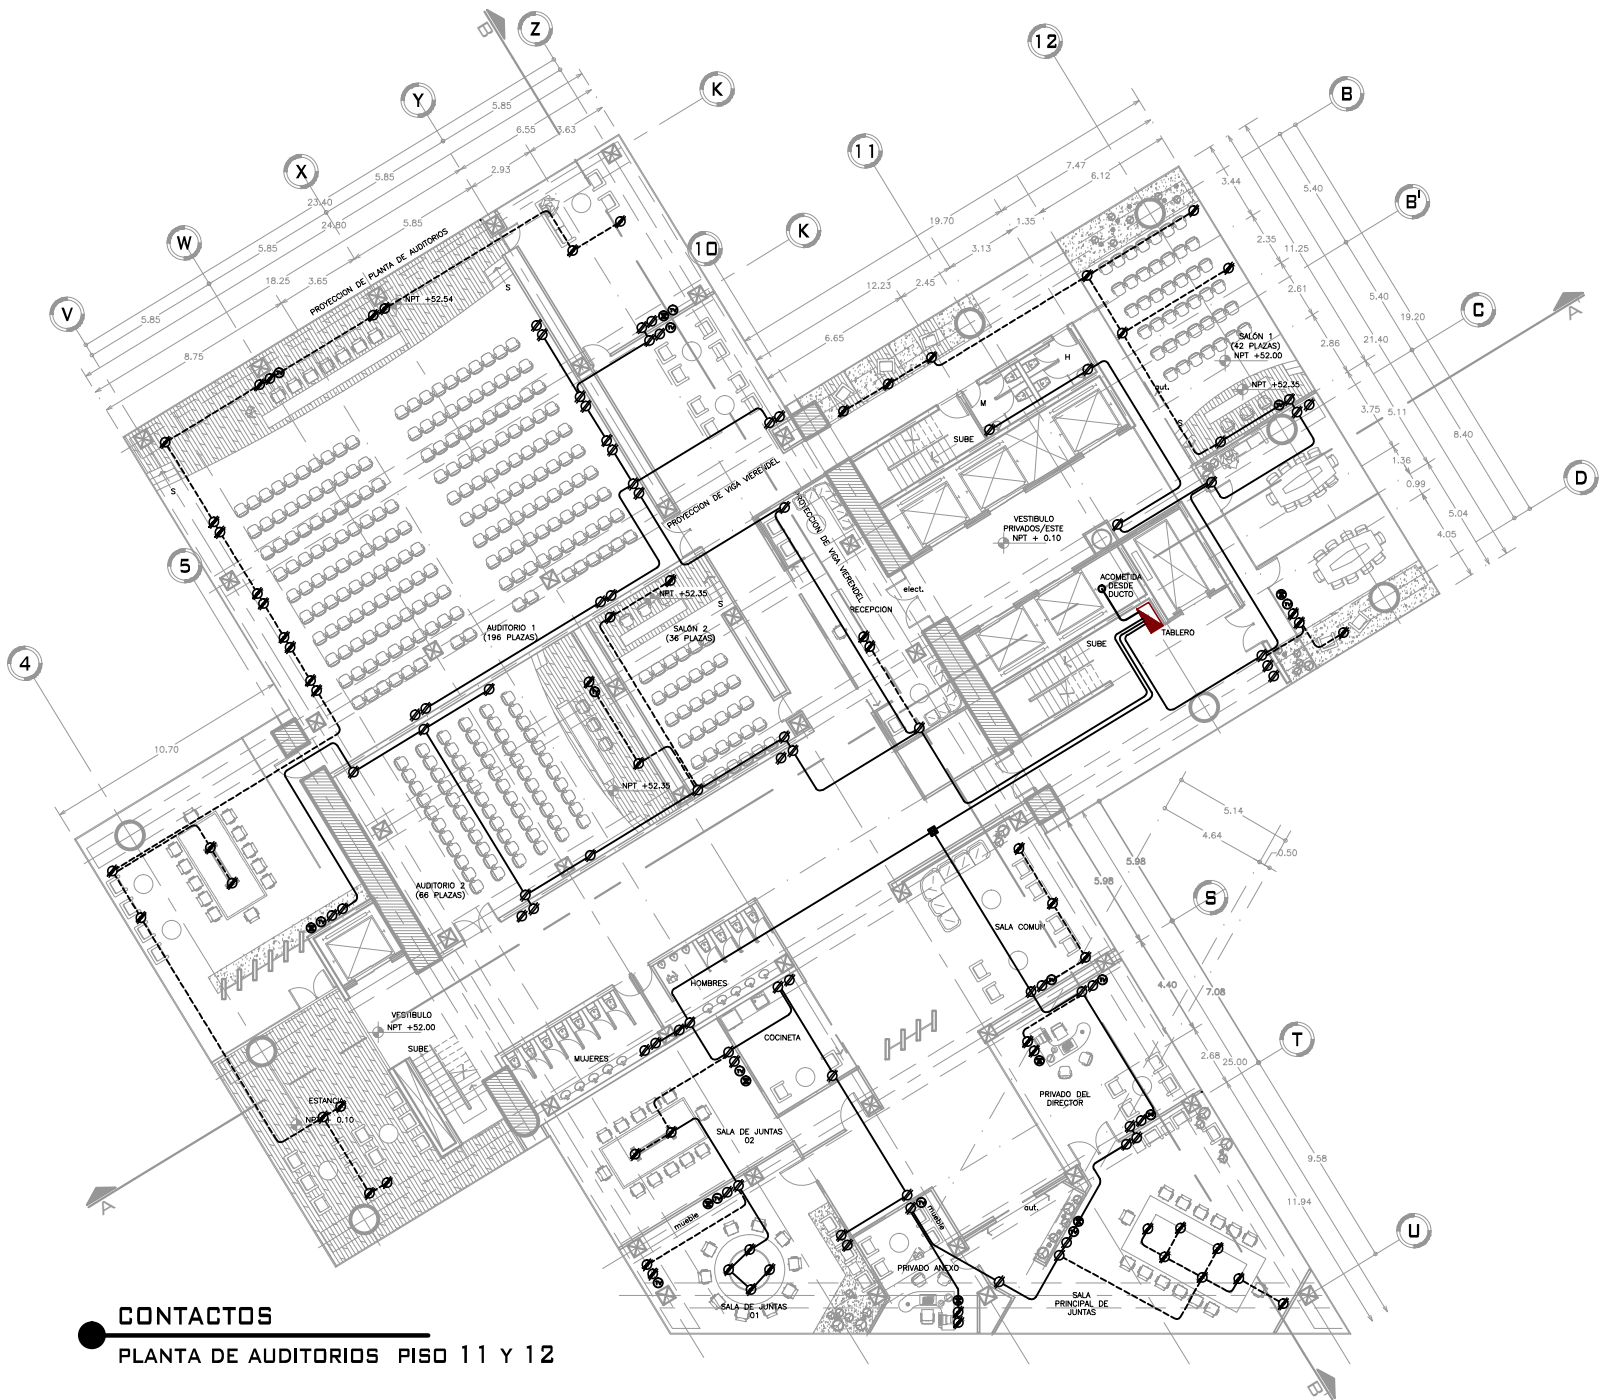 B
Z
12
K
B
Y
5.85
6.55
3.63
11
7.47
6.12
3.44
5.40
X
5.85
2.93
B'
23.40
24.80
5.85
K
19.70
1.35
2.35
11.25
W
5.85
PROYECCION DE PLANTA DE AUDITORIOS
10
3.13
2.61
18.25
3.65
NPT +52.54
S
12.23
2.45
5.40
C
V
5.85
6.65
19.20
A
8.75
SALÓN 1
(42 PLAZAS)
NPT +52.00
2.86
21.40
H
NPT +52.35
aut.
M
S
3.75
5.11
SUBE
8.40
1.36
0.99
D
PROYECCION DE VIGA VIERENDEL
S
PROYECCION DE VIGA VIERENDEL
VESTIBULO
PRIVADOS/ESTE
NPT + 0.10
5.04
4.05
5
ACOMETIDA
DESDE
DUCTO
elect.
NPT +52.35
S
RECEPCION
AUDITORIO 1
(196 PLAZAS)
SALÓN 2
(36 PLAZAS)
TABLERO
SUBE
4
10.70
NPT +52.35
5.14
4.64
0.50
5.98
5.98
AUDITORIO 2
(66 PLAZAS)
S
SALA COMUN
HOMBRES
4.40
7.08
VESTIBULO
NPT +52.00
COCINETA
T
SUBE
MUJERES
2.68
25.00
ESTANCIA
NPT + 0.10
PRIVADO DEL
DIRECTOR
SALA DE JUNTAS
02
9.58
A
11.94
mueble
mueble
aut.
U
PRIVADO ANEXO
SALA DE JUNTAS
01
SALA
PRINCIPAL DE
JUNTAS
CONTACTOS
PLANTA DE AUDITORIOS PISO 11 Y 12
B